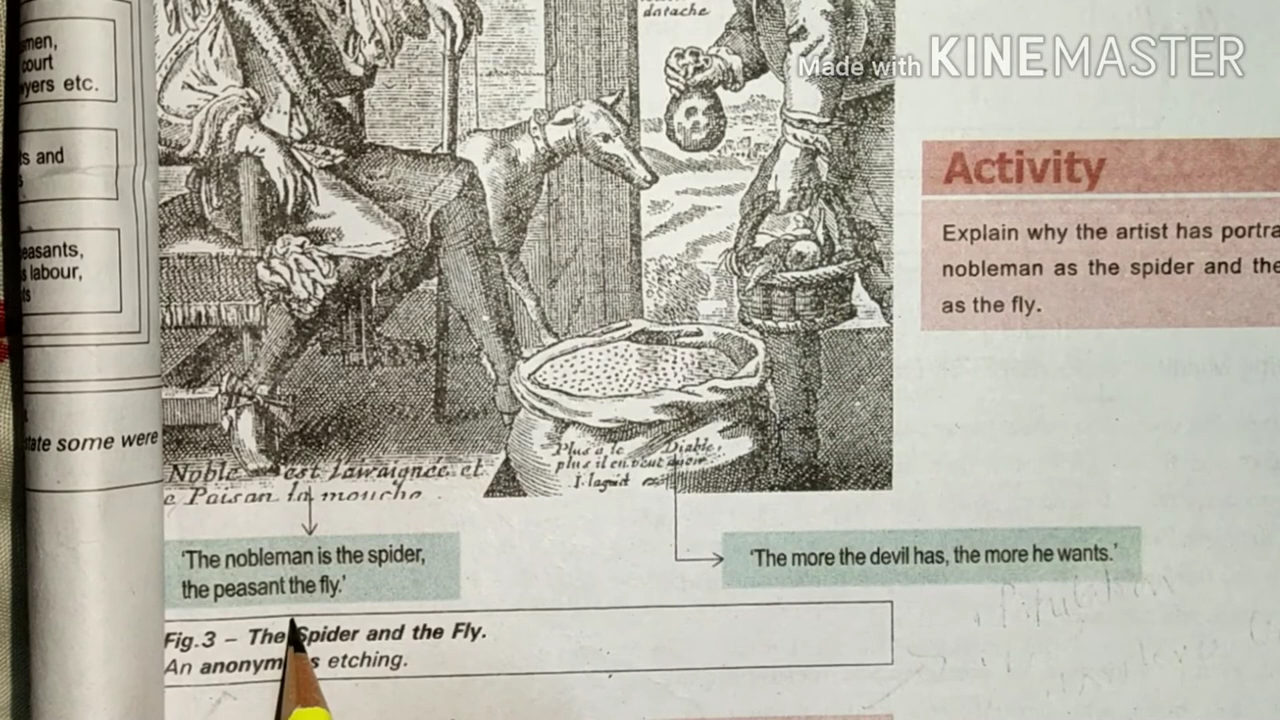 men,
court
yers etc.
ts and
easants,
labour,
tate some were
datache
Made with KINEMASTER
Activity
Explain why the artist has portra
nobleman as the spider and the
as the fly.
Noble est Lawaignée et
Paisan la mouche.
Plus a le Diable,
plus il en veut
'The nobleman is the spider,
the peasant the fly.'
'The more the devil has, the more he wants.'
Fig.3 – The Spider and the Fly.
An anonym s etching.